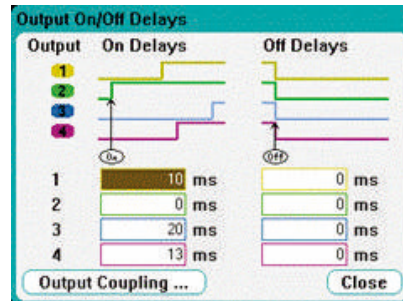 Output On/Off Delays
Output On Delays Off Delays
1
2
3
4
On Off
1 10 ms 0 ms
2 0 ms 0 ms
3 20 ms 0 ms
4 13 ms 0 ms
Output Coupling ... Close